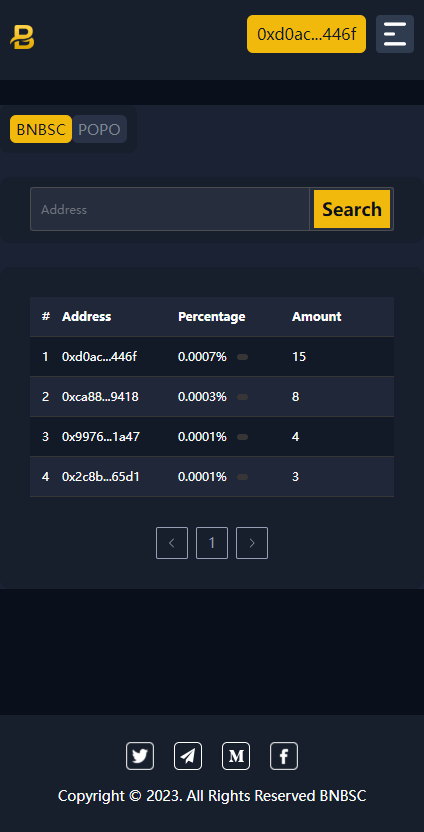 0xd0ac...446f
BNBSC POPO
Address Search
# Address Percentage Amount
1 0xd0ac...446f 0.0007% 15
2 0xca88...9418 0.0003% 8
3 0x9976...1a47 0.0001% 4
4 0x2c8b...65d1 0.0001% 3
< 1 >
Copyright © 2023. All Rights Reserved BNBSC